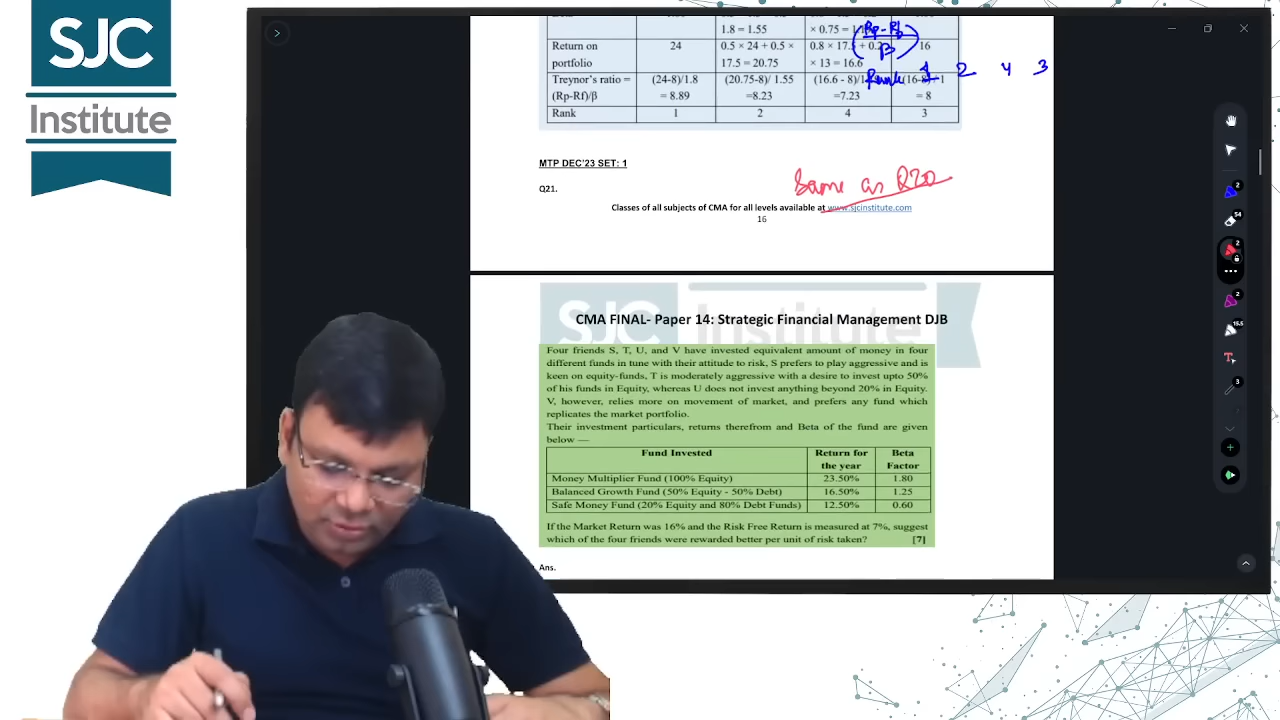 SJC
Institute
1.8 = 1.55
Return on portfolio
24
0.5 × 24 + 0.5 × 17.5 = 20.75
× 13 = 16.6
16
Rp-Rf
β
Rank 1 2 4 3
Treynor's ratio = (Rp-Rf)/β
(24-8)/1.8 = 8.89
(20.75-8)/ 1.55 =8.23
=7.23
= 8
Rank 1 2 4 3
MTP DEC'23 SET: 1
Q21.
Same as Q20
Classes of all subjects of CMA for all levels available at www.sjcinstitute.com
16
SJC Institute
CMA FINAL- Paper 14: Strategic Financial Management DJB
Four friends S, T, U, and V have invested equivalent amount of money in four
different funds in tune with their attitude to risk, S prefers to play aggressive and is
keen on equity-funds, T is moderately aggressive with a desire to invest upto 50%
of his funds in Equity, whereas U does not invest anything beyond 20% in Equity.
V, however, relies more on movement of market, and prefers any fund which
replicates the market portfolio.
Their investment particulars, returns therefrom and Beta of the fund are given
below —
Fund Invested Return for the year Beta Factor
Money Multiplier Fund (100% Equity) 23.50% 1.80
Balanced Growth Fund (50% Equity - 50% Debt) 16.50% 1.25
Safe Money Fund (20% Equity and 80% Debt Funds) 12.50% 0.60
If the Market Return was 16% and the Risk Free Return is measured at 7%, suggest
which of the four friends were rewarded better per unit of risk taken? [7]
Ans.